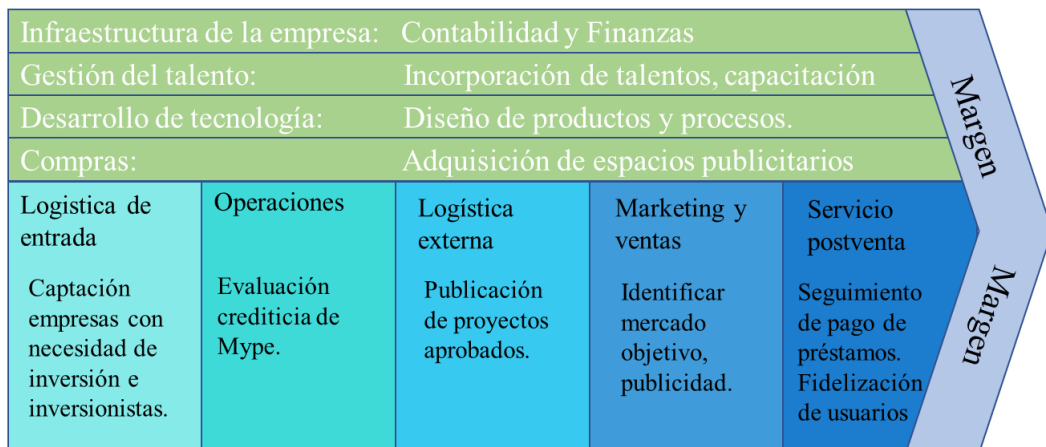 Infraestructura de la empresa: Contabilidad y Finanzas
Gestión del talento: Incorporación de talentos, capacitación
Desarrollo de tecnología: Diseño de productos y procesos.
Compras: Adquisición de espacios publicitarios
Margen
Logistica de
entrada
Captación
empresas con
necesidad de
inversión e
inversionistas.
Operaciones
Evaluación
crediticia de
Mype.
Logística
externa
Publicación
de proyectos
aprobados.
Marketing y
ventas
Identificar
mercado
objetivo,
publicidad.
Servicio
postventa
Seguimiento
de pago de
préstamos.
Fidelización
de usuarios
Margen